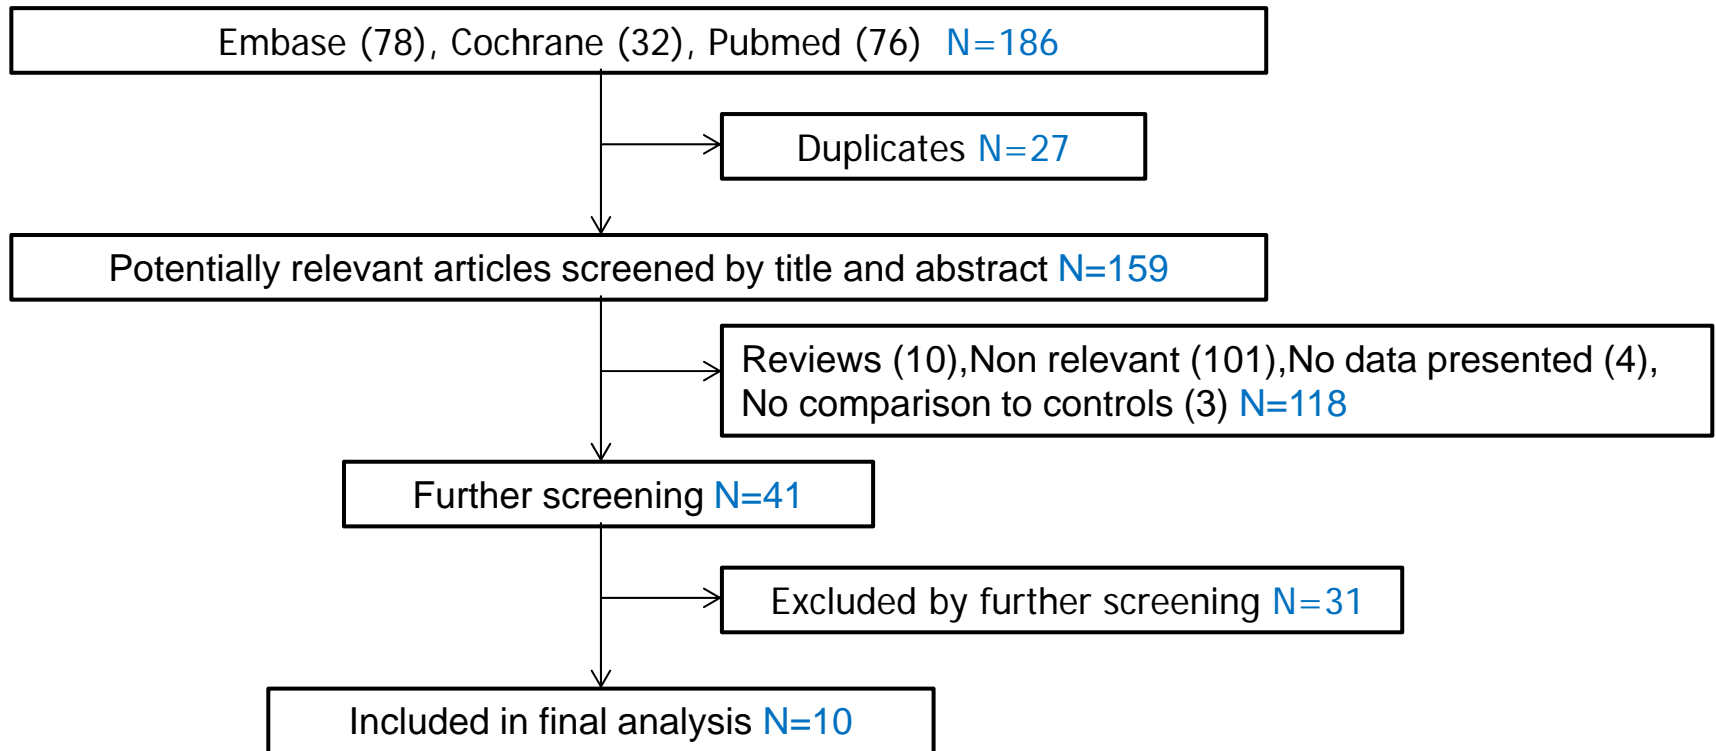 Embase (78), Cochrane (32), Pubmed (76) N=186
Duplicates N=27
Potentially relevant articles screened by title and abstract N=159
Reviews (10),Non relevant (101),No data presented (4),
No comparison to controls (3) N=118
Further screening N=41
Excluded by further screening N=31
Included in final analysis N=10